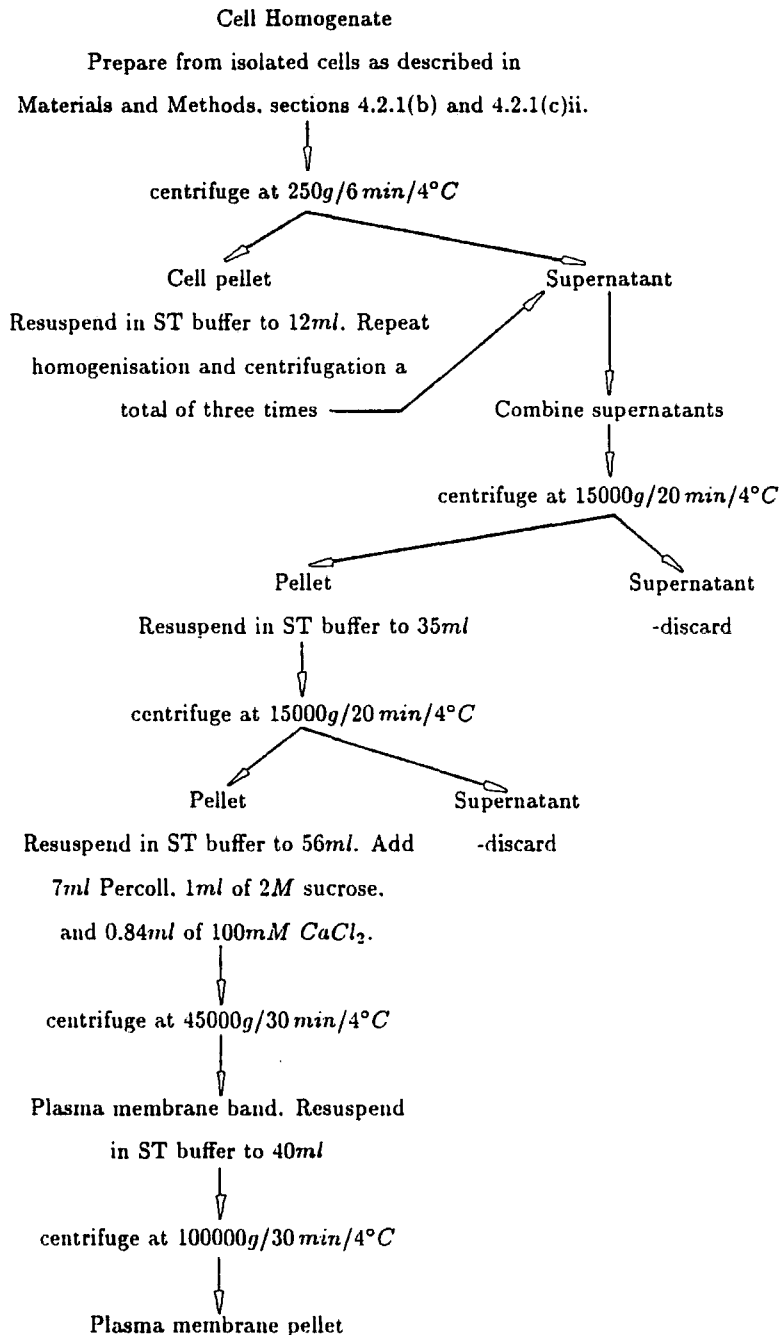 Cell Homogenate
Prepare from isolated cells as described in
Materials and Methods. sections 4.2.1(b) and 4.2.1(c)ii.
centrifuge at 250g/6 min/4°C
Cell pellet
Resuspend in ST buffer to 12ml. Repeat
homogenisation and centrifugation a
total of three times
Supernatant
Combine supernatants
centrifuge at 15000g/20 min/4°C
Pellet
Resuspend in ST buffer to 35ml
Supernatant
-discard
centrifuge at 15000g/20 min/4°C
Pellet
Resuspend in ST buffer to 56ml. Add
7ml Percoll. 1ml of 2M sucrose.
and 0.84ml of 100mM CaCl₂.
Supernatant
-discard
centrifuge at 45000g/30 min/4°C
Plasma membrane band. Resuspend
in ST buffer to 40ml
centrifuge at 100000g/30 min/4°C
Plasma membrane pellet